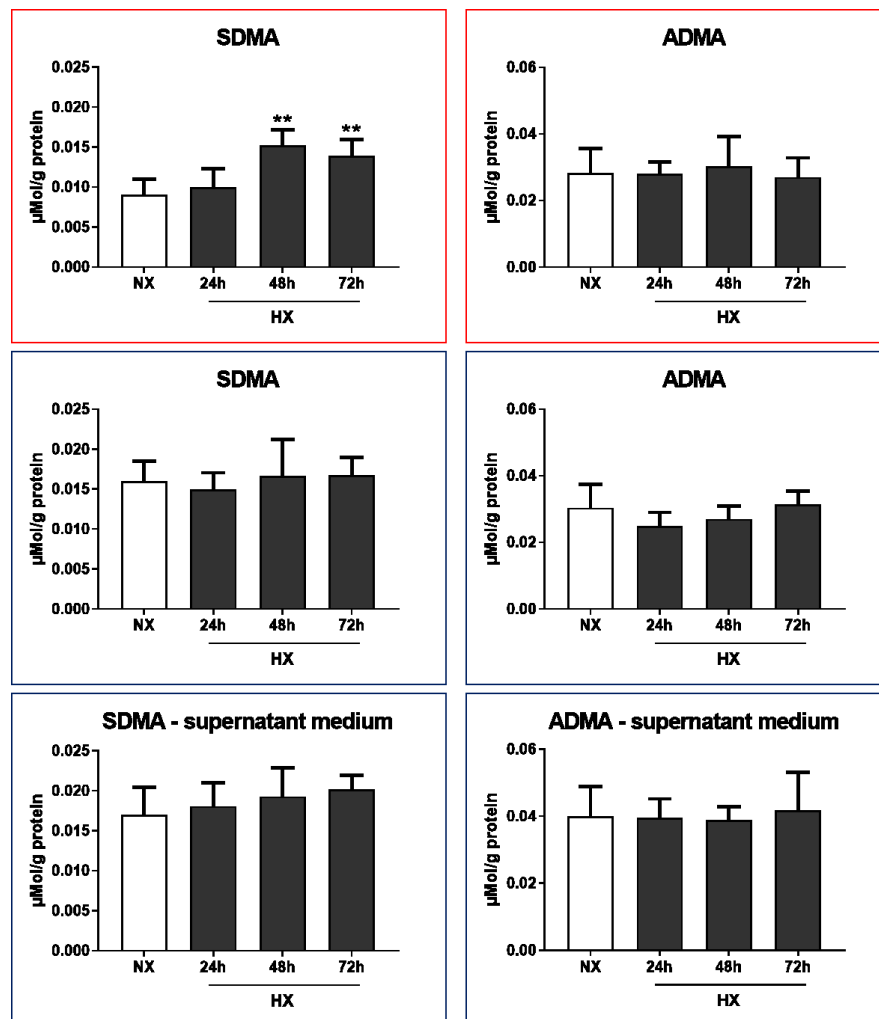 SDMA
µMol/g protein
0.025
0.020
0.015
0.010
0.005
0.000
**
**
NX 24h 48h 72h
HX
ADMA
µMol/g protein
0.06
0.04
0.02
0.00
NX 24h 48h 72h
HX
SDMA
µMol/g protein
0.025
0.020
0.015
0.010
0.005
0.000
NX 24h 48h 72h
HX
ADMA
µMol/g protein
0.06
0.04
0.02
0.00
NX 24h 48h 72h
HX
SDMA - supernatant medium
µMol/g protein
0.025
0.020
0.015
0.010
0.005
0.000
NX 24h 48h 72h
HX
ADMA - supernatant medium
µMol/g protein
0.06
0.04
0.02
0.00
NX 24h 48h 72h
HX